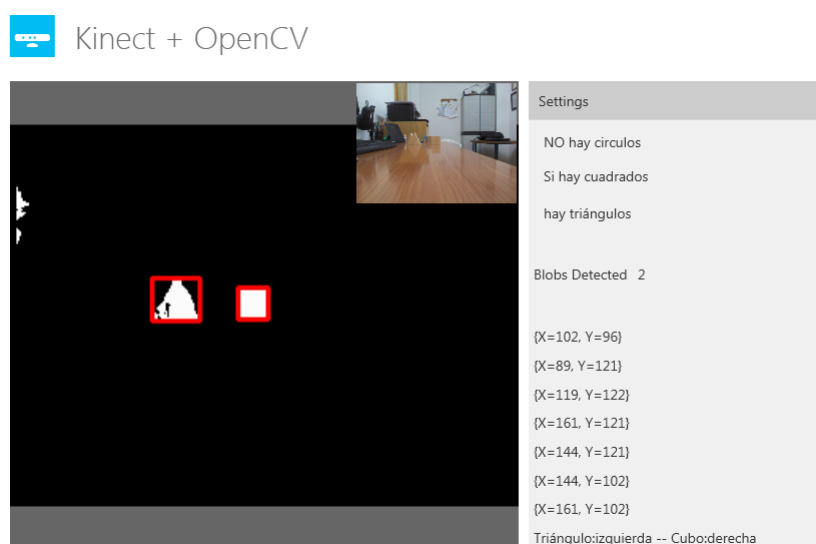 Kinect + OpenCV
Settings
NO hay circulos
Si hay cuadrados
hay triángulos
Blobs Detected 2
{X=102, Y=96}
{X=89, Y=121}
{X=119, Y=122}
{X=161, Y=121}
{X=144, Y=121}
{X=144, Y=102}
{X=161, Y=102}
Triángulo:izquierda -- Cubo:derecha